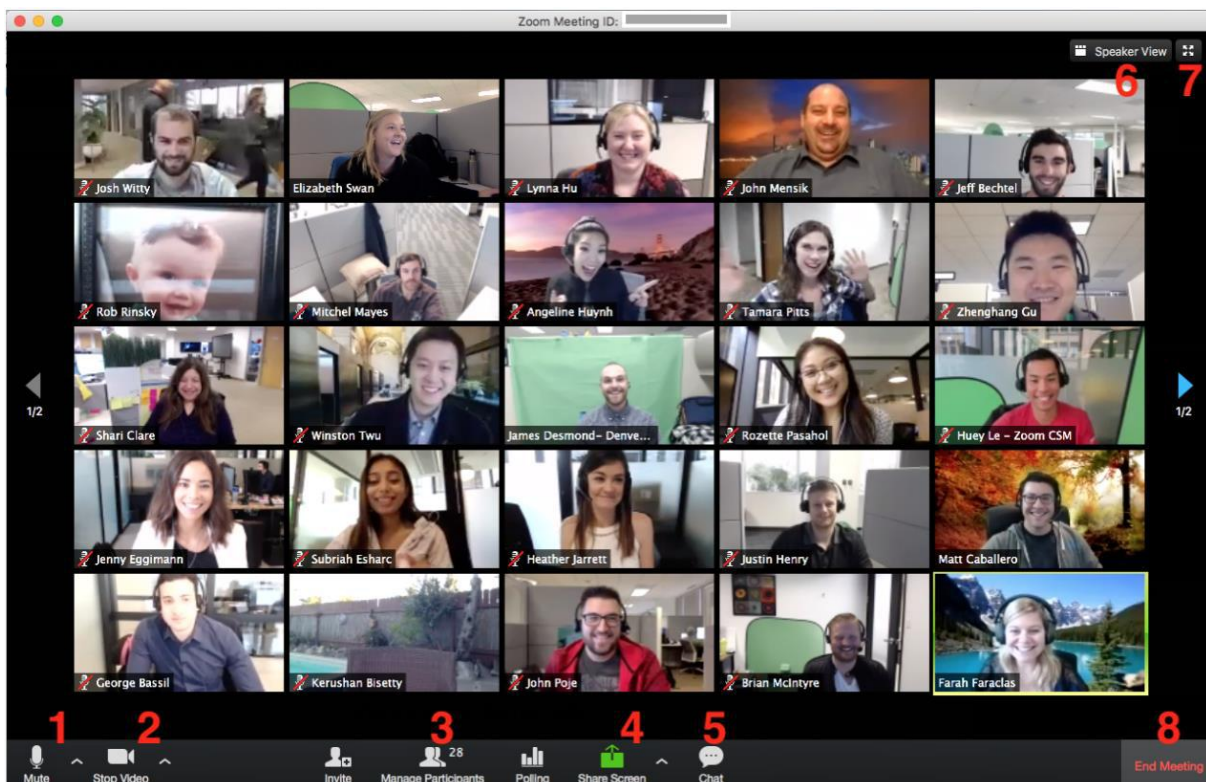 Zoom Meeting ID:
Speaker View
6 7
Josh Witty
Elizabeth Swan
Lynna Hu
John Mensik
Jeff Bechtel
Rob Rinsky
Mitchel Mayes
Angeline Huynh
Tamara Pitts
Zhenghang Gu
1/2
Shari Clare
Winston Twu
James Desmond- Denve...
Rozette Pasahol
Huey Le - Zoom CSM
1/2
Jenny Eggimann
Subriah Esharc
Heather Jarrett
Justin Henry
Matt Caballero
George Bassil
Kerushan Bisetty
John Poje
Brian McIntyre
Farah Faraclas
1 2 3 4 5 8
28
Mute
Stop Video
Invite
Manage Participants
Polling
Share Screen
Chat
End Meeting